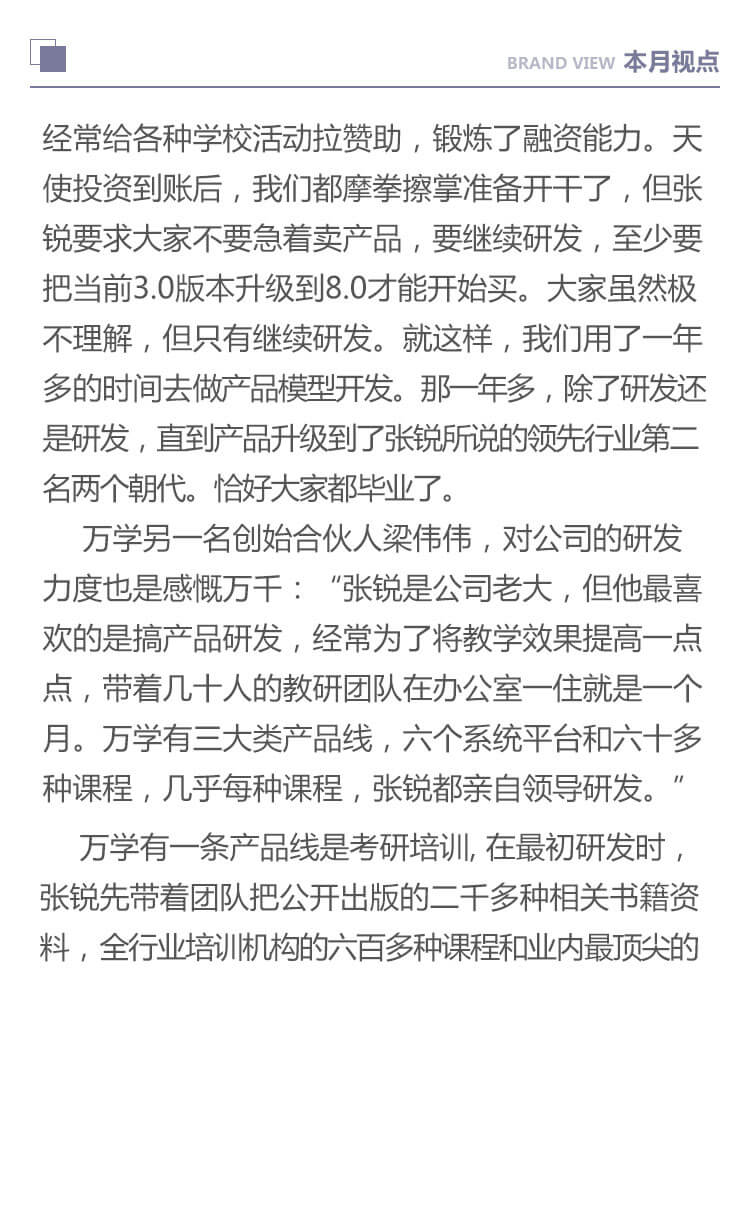 BRAND VIEW 本月视点
经常给各种学校活动拉赞助，锻炼了融资能力。天
使投资到账后，我们都摩拳擦掌准备开干了，但张
锐要求大家不要急着卖产品，要继续研发，至少要
把当前3.0版本升级到8.0才能开始买。大家虽然极
不理解，但只有继续研发。就这样，我们用了一年
多的时间去做产品模型开发。那一年多，除了研发还
是研发，直到产品升级到了张锐所说的领先行业第二
名两个朝代。恰好大家都毕业了。
万学另一名创始合伙人梁伟伟，对公司的研发
力度也是感慨万千：“张锐是公司老大，但他最喜
欢的是搞产品研发，经常为了将教学效果提高一点
点，带着几十人的教研团队在办公室一住就是一个
月。万学有三大类产品线，六个系统平台和六十多
种课程，几乎每种课程，张锐都亲自领导研发。”
万学有一条产品线是考研培训, 在最初研发时，
张锐先带着团队把公开出版的二千多种相关书籍资
料，全行业培训机构的六百多种课程和业内最顶尖的